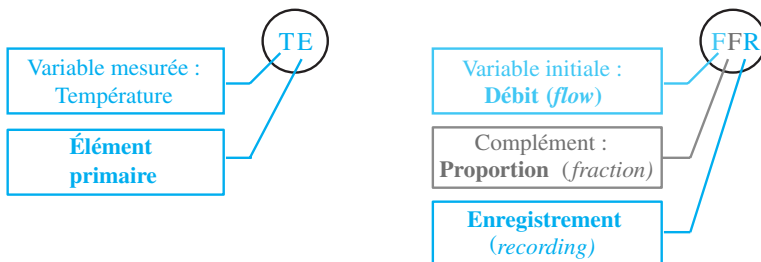 TE
Variable mesurée :
Température
Élément
primaire
FFR
Variable initiale :
Débit (flow)
Complément :
Proportion (fraction)
Enregistrement
(recording)